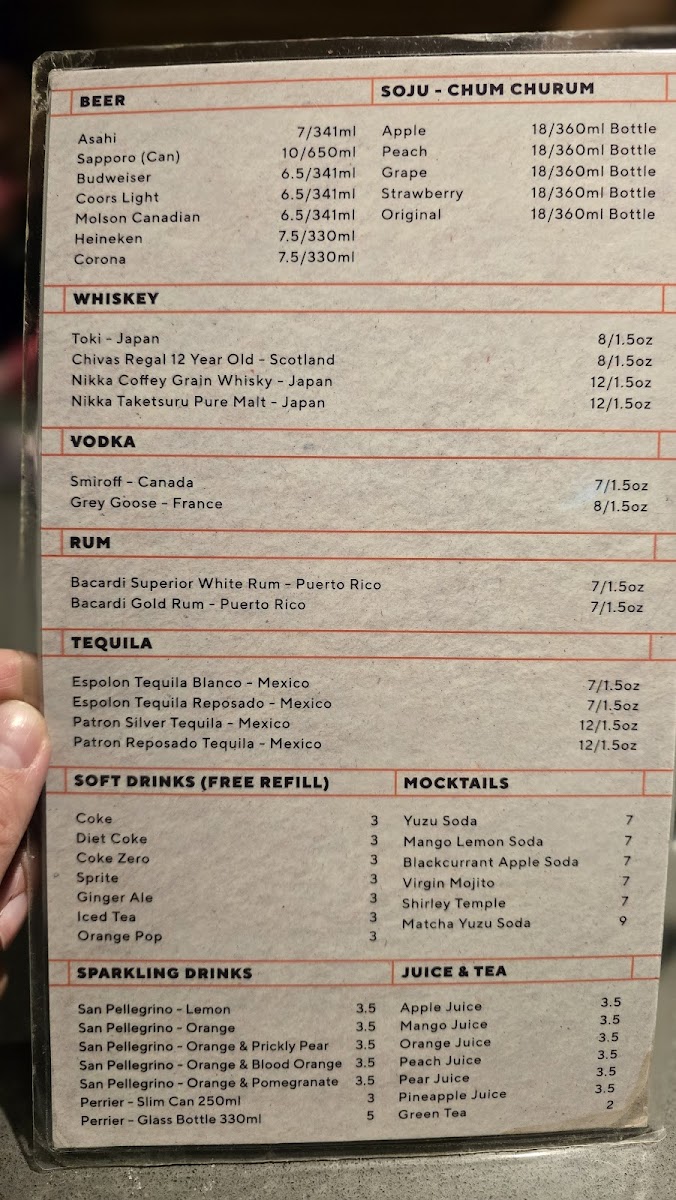 BEER
Asahi 7/341ml
Sapporo (Can) 10/650ml
Budweiser 6.5/341ml
Coors Light 6.5/341ml
Molson Canadian 6.5/341ml
Heineken 7.5/330ml
Corona 7.5/330ml
SOJU - CHUM CHURUM
Apple 18/360ml Bottle
Peach 18/360ml Bottle
Grape 18/360ml Bottle
Strawberry 18/360ml Bottle
Original 18/360ml Bottle
WHISKEY
Toki - Japan 8/1.5oz
Chivas Regal 12 Year Old - Scotland 8/1.5oz
Nikka Coffey Grain Whisky - Japan 12/1.5oz
Nikka Taketsuru Pure Malt - Japan 12/1.5oz
VODKA
Smiroff - Canada 7/1.5oz
Grey Goose - France 8/1.5oz
RUM
Bacardi Superior White Rum - Puerto Rico 7/1.5oz
Bacardi Gold Rum - Puerto Rico 7/1.5oz
TEQUILA
Espolon Tequila Blanco - Mexico 7/1.5oz
Espolon Tequila Reposado - Mexico 7/1.5oz
Patron Silver Tequila - Mexico 12/1.5oz
Patron Reposado Tequila - Mexico 12/1.5oz
SOFT DRINKS (FREE REFILL)
Coke 3
Diet Coke 3
Coke Zero 3
Sprite 3
Ginger Ale 3
Iced Tea 3
Orange Pop 3
MOCKTAILS
Yuzu Soda 7
Mango Lemon Soda 7
Blackcurrant Apple Soda 7
Virgin Mojito 7
Shirley Temple 7
Matcha Yuzu Soda 9
SPARKLING DRINKS
San Pellegrino - Lemon 3.5
San Pellegrino - Orange 3.5
San Pellegrino - Orange & Prickly Pear 3.5
San Pellegrino - Orange & Blood Orange 3.5
San Pellegrino - Orange & Pomegranate 3.5
Perrier - Slim Can 250ml 3
Perrier - Glass Bottle 330ml 5
JUICE & TEA
Apple Juice 3.5
Mango Juice 3.5
Orange Juice 3.5
Peach Juice 3.5
Pear Juice 3.5
Pineapple Juice 3.5
Green Tea 2